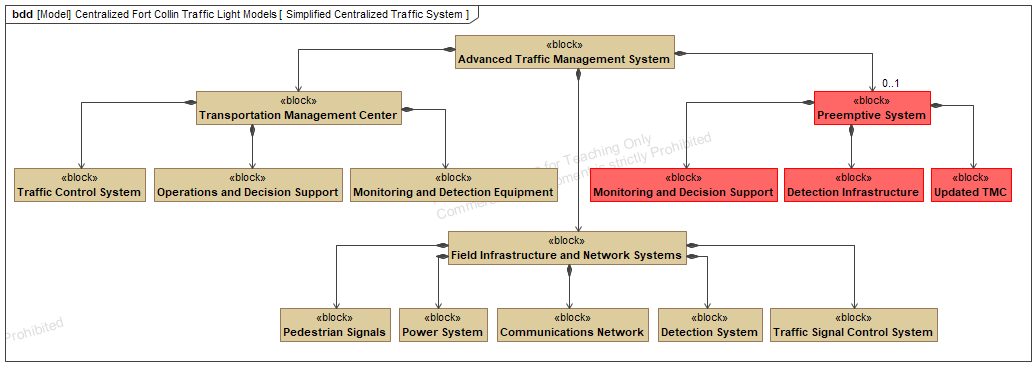 bdd [Model] Centralized Fort Collin Traffic Light Models [ Simplified Centralized Traffic System ]
«block»
Advanced Traffic Management System
0..1
«block»
Transportation Management Center
«block»
Preemptive System
«block»
Traffic Control System
«block»
Operations and Decision Support
«block»
Monitoring and Detection Equipment
«block»
Monitoring and Decision Support
«block»
Detection Infrastructure
«block»
Updated TMC
for Teaching Only
Commer strictly Prohibited
«block»
Field Infrastructure and Network Systems
«block»
Pedestrian Signals
«block»
Power System
«block»
Communications Network
«block»
Detection System
«block»
Traffic Signal Control System
Prohibited